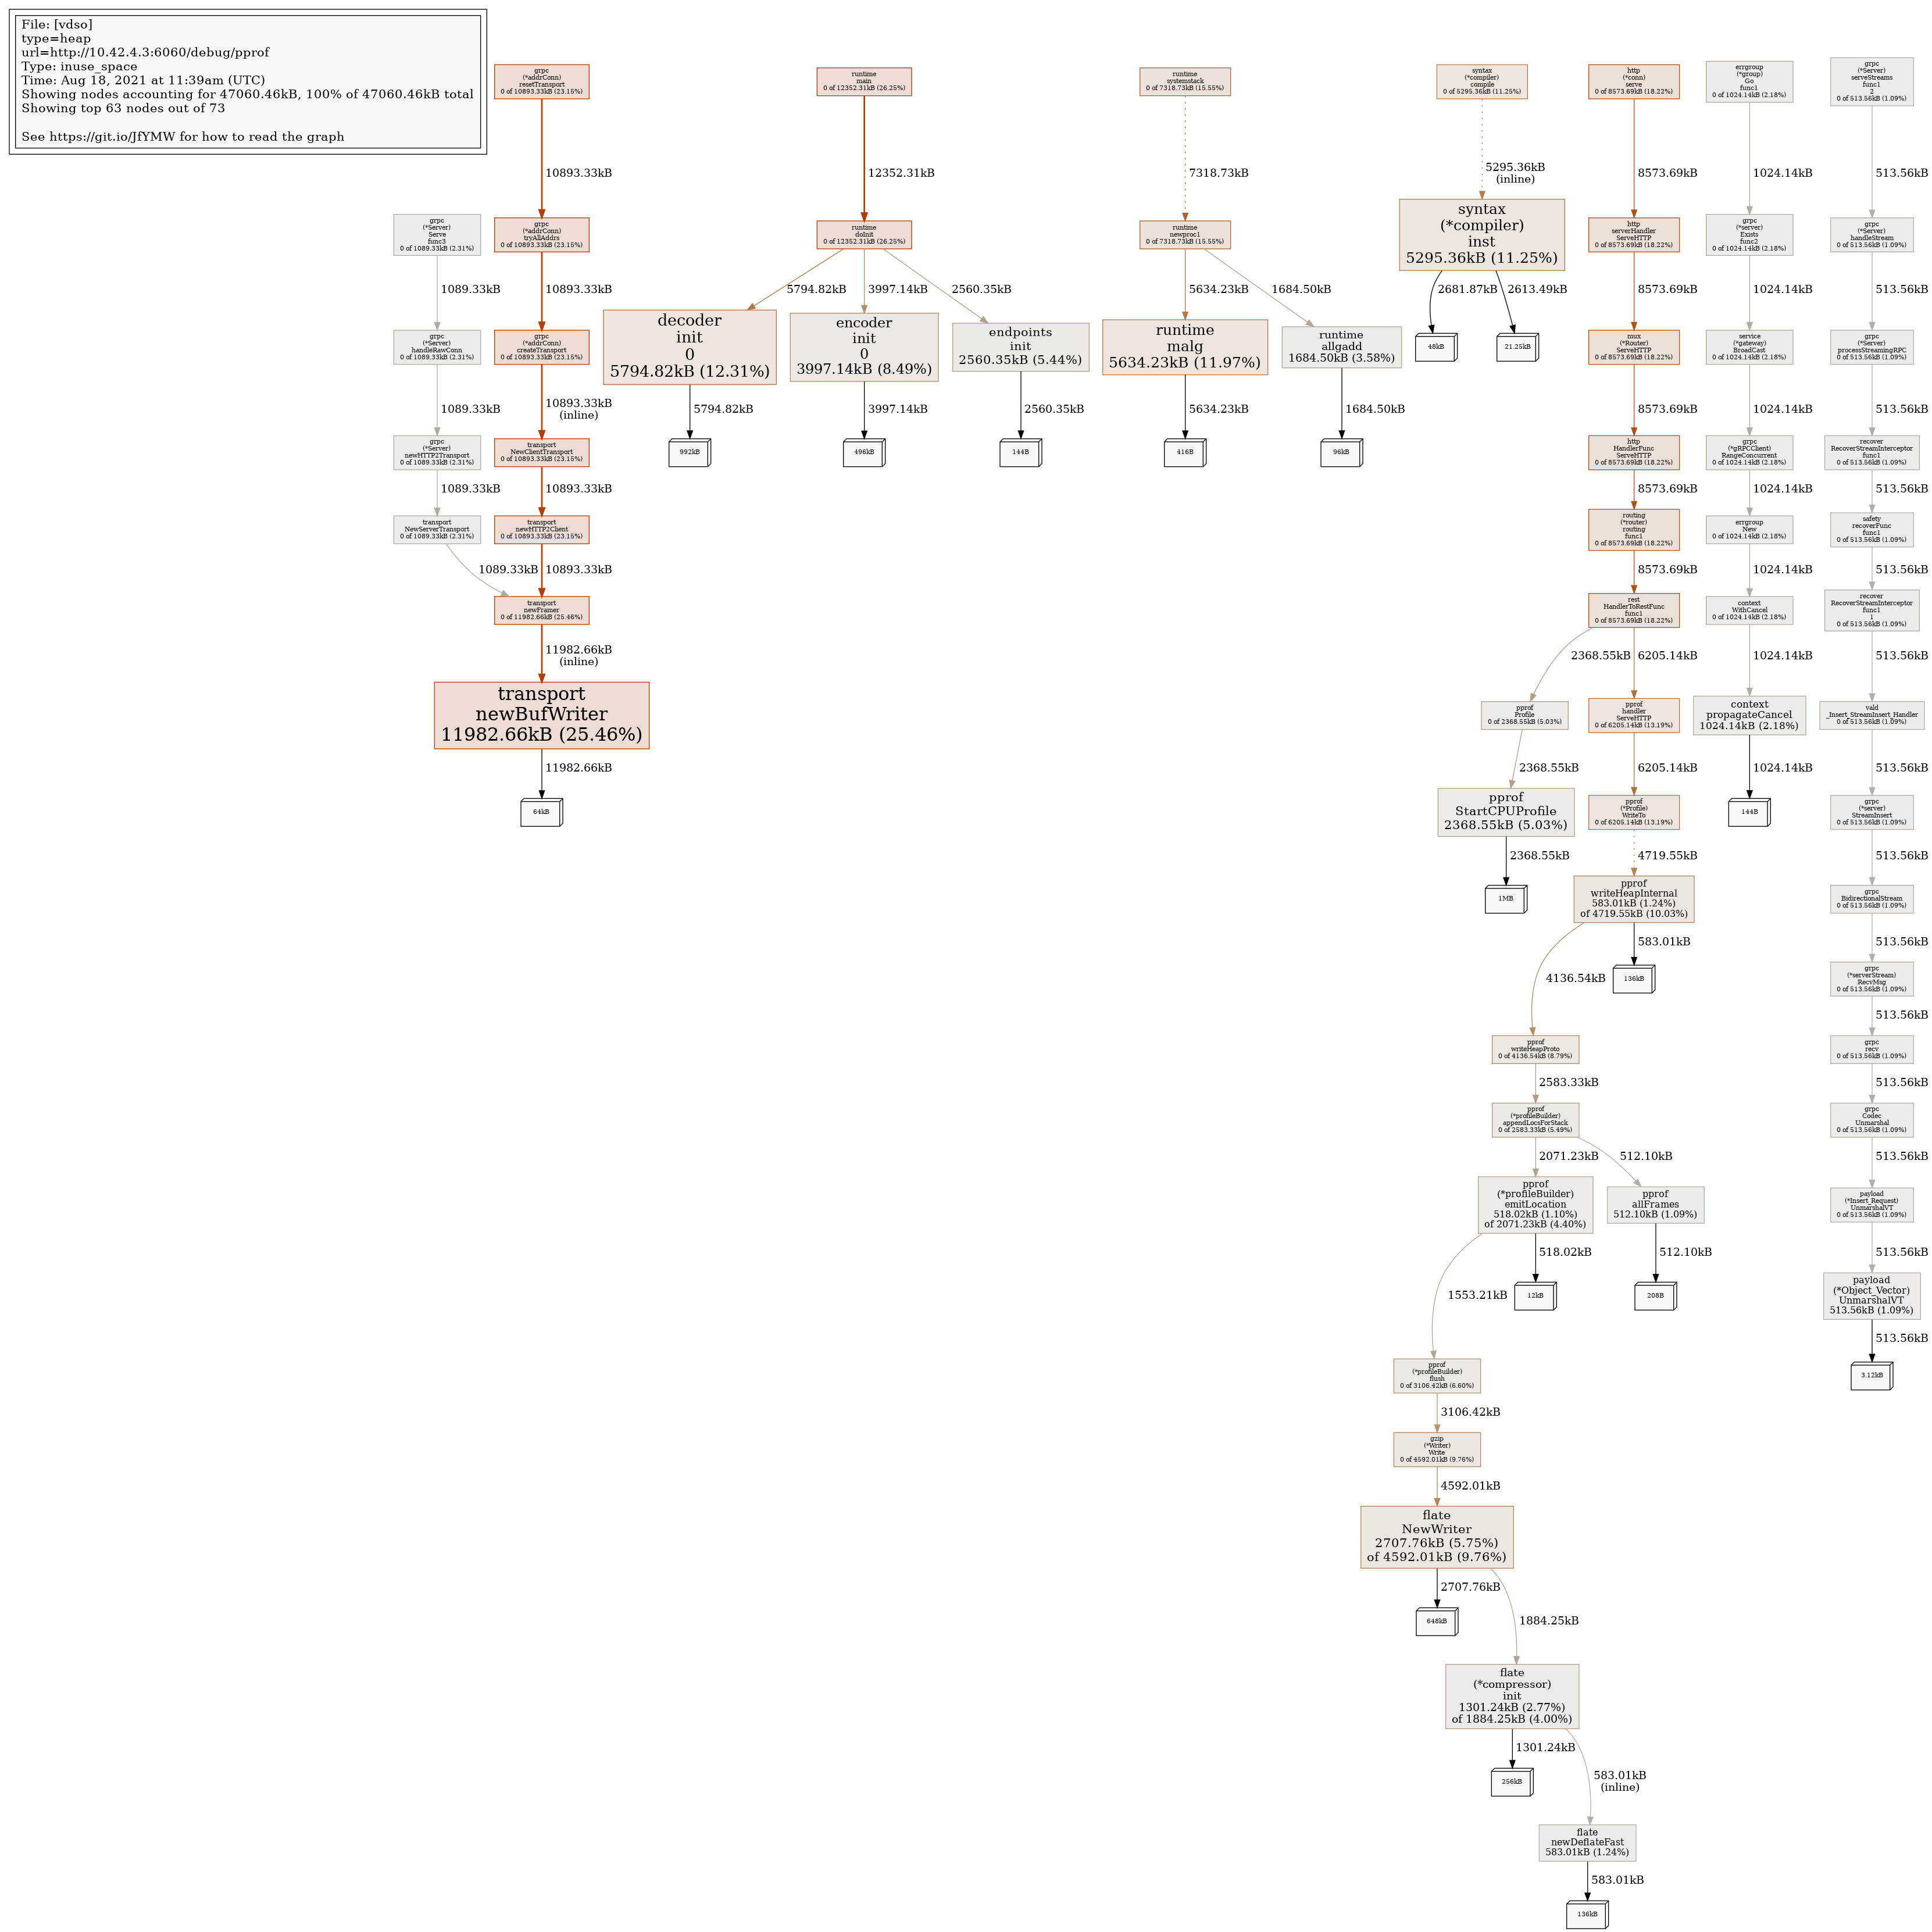 File: [vdso]
type=heap
url=http://10.42.4.3:6060/debug/pprof
Type: inuse_space
Time: Aug 18, 2021 at 11:39am (UTC)
Showing nodes accounting for 47060.46kB, 100% of 47060.46kB total
Showing top 63 nodes out of 73
See https://git.io/JfYMW for how to read the graph
grpc
(*Server)
Serve
func3
0 of 1089.33kB (2.31%)
1089.33kB
grpc
(*Server)
handleRawConn
0 of 1089.33kB (2.31%)
1089.33kB
grpc
(*Server)
newHTTP2Transport
0 of 1089.33kB (2.31%)
1089.33kB
transport
NewServerTransport
0 of 1089.33kB (2.31%)
1089.33kB
grpc
(*addrConn)
resetTransport
0 of 10893.33kB (23.15%)
10893.33kB
grpc
(*addrConn)
tryAllAddrs
0 of 10893.33kB (23.15%)
10893.33kB
grpc
(*addrConn)
createTransport
0 of 10893.33kB (23.15%)
10893.33kB
(inline)
transport
NewClientTransport
0 of 10893.33kB (23.15%)
10893.33kB
transport
newHTTP2Client
0 of 10893.33kB (23.15%)
10893.33kB
transport
newFramer
0 of 11982.66kB (25.46%)
11982.66kB
(inline)
transport
newBufWriter
11982.66kB (25.46%)
11982.66kB
64kB
runtime
main
0 of 12352.31kB (26.25%)
12352.31kB
runtime
doInit
0 of 12352.31kB (26.25%)
5794.82kB
3997.14kB
2560.35kB
decoder
init
0
5794.82kB (12.31%)
5794.82kB
992kB
encoder
init
0
3997.14kB (8.49%)
3997.14kB
496kB
endpoints
init
2560.35kB (5.44%)
2560.35kB
144B
runtime
systemstack
0 of 7318.73kB (15.55%)
7318.73kB
runtime
newproc1
0 of 7318.73kB (15.55%)
5634.23kB
1684.50kB
runtime
malg
5634.23kB (11.97%)
5634.23kB
416B
runtime
allgadd
1684.50kB (3.58%)
1684.50kB
96kB
syntax
(*compiler)
compile
0 of 5295.36kB (11.25%)
5295.36kB
(inline)
syntax
(*compiler)
inst
5295.36kB (11.25%)
2681.87kB
2613.49kB
48kB
21.25kB
http
(*conn)
serve
0 of 8573.69kB (18.22%)
8573.69kB
http
serverHandler
ServeHTTP
0 of 8573.69kB (18.22%)
8573.69kB
mux
(*Router)
ServeHTTP
0 of 8573.69kB (18.22%)
8573.69kB
http
HandlerFunc
ServeHTTP
0 of 8573.69kB (18.22%)
8573.69kB
routing
(*router)
routing
func1
0 of 8573.69kB (18.22%)
8573.69kB
rest
HandlerToRestFunc
func1
0 of 8573.69kB (18.22%)
2368.55kB
6205.14kB
pprof
Profile
0 of 2368.55kB (5.03%)
2368.55kB
pprof
StartCPUProfile
2368.55kB (5.03%)
2368.55kB
1MB
pprof
handler
ServeHTTP
0 of 6205.14kB (13.19%)
6205.14kB
pprof
(*Profile)
WriteTo
0 of 6205.14kB (13.19%)
4719.55kB
pprof
writeHeapInternal
583.01kB (1.24%)
of 4719.55kB (10.03%)
4136.54kB
583.01kB
136kB
pprof
writeHeapProto
0 of 4136.54kB (8.79%)
2583.33kB
pprof
(*profileBuilder)
appendLocsForStack
0 of 2583.33kB (5.49%)
2071.23kB
512.10kB
pprof
(*profileBuilder)
emitLocation
518.02kB (1.10%)
of 2071.23kB (4.40%)
pprof
allFrames
512.10kB (1.09%)
1553.21kB
518.02kB
512.10kB
12kB
208B
pprof
(*profileBuilder)
flush
0 of 3106.42kB (6.60%)
3106.42kB
gzip
(*Writer)
Write
0 of 4592.01kB (9.76%)
4592.01kB
flate
NewWriter
2707.76kB (5.75%)
of 4592.01kB (9.76%)
2707.76kB
648kB
1884.25kB
flate
(*compressor)
init
1301.24kB (2.77%)
of 1884.25kB (4.00%)
1301.24kB
256kB
583.01kB
(inline)
flate
newDeflateFast
583.01kB (1.24%)
583.01kB
136kB
errgroup
(*group)
Go
func1
0 of 1024.14kB (2.18%)
1024.14kB
grpc
(*server)
Exists
func2
0 of 1024.14kB (2.18%)
1024.14kB
service
(*gateway)
BroadCast
0 of 1024.14kB (2.18%)
1024.14kB
grpc
(*gRPCClient)
RangeConcurrent
0 of 1024.14kB (2.18%)
1024.14kB
errgroup
New
0 of 1024.14kB (2.18%)
1024.14kB
context
WithCancel
0 of 1024.14kB (2.18%)
1024.14kB
context
propagateCancel
1024.14kB (2.18%)
1024.14kB
144B
grpc
(*Server)
serveStreams
func1
2
0 of 513.56kB (1.09%)
513.56kB
grpc
(*Server)
handleStream
0 of 513.56kB (1.09%)
513.56kB
grpc
(*Server)
processStreamingRPC
0 of 513.56kB (1.09%)
513.56kB
recover
RecoverStreamInterceptor
func1
0 of 513.56kB (1.09%)
513.56kB
safety
recoverFunc
func1
0 of 513.56kB (1.09%)
513.56kB
recover
RecoverStreamInterceptor
func1
1
0 of 513.56kB (1.09%)
513.56kB
vald
_Insert_StreamInsert_Handler
0 of 513.56kB (1.09%)
513.56kB
grpc
(*server)
StreamInsert
0 of 513.56kB (1.09%)
513.56kB
grpc
BidirectionalStream
0 of 513.56kB (1.09%)
513.56kB
grpc
(*serverStream)
RecvMsg
0 of 513.56kB (1.09%)
513.56kB
grpc
recv
0 of 513.56kB (1.09%)
513.56kB
grpc
Codec
Unmarshal
0 of 513.56kB (1.09%)
513.56kB
payload
(*Insert_Request)
UnmarshalVT
0 of 513.56kB (1.09%)
513.56kB
payload
(*Object_Vector)
UnmarshalVT
513.56kB (1.09%)
513.56kB
3.12kB